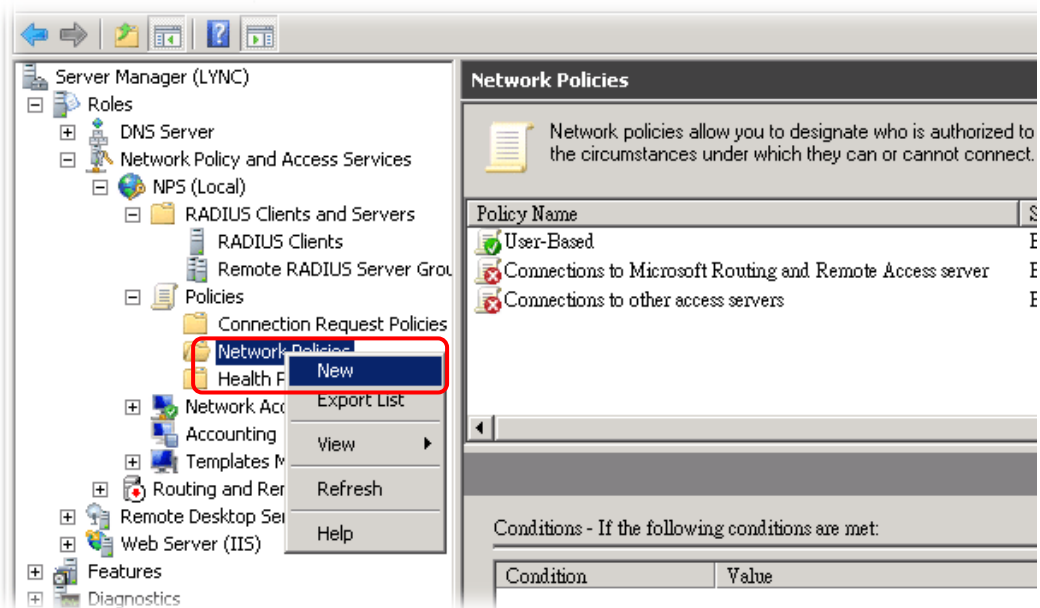 Server Manager (LYNC)
Roles
DNS Server
Network Policy and Access Services
NPS (Local)
RADIUS Clients and Servers
RADIUS Clients
Remote RADIUS Server Grou
Policies
Connection Request Policies
Network Policies
Health P
Network Acc
Accounting
Templates M
Routing and Rer
Remote Desktop Ser
Web Server (IIS)
Features
Diagnostics
New
Export List
View
Refresh
Help
Network Policies
Network policies allow you to designate who is authorized to
the circumstances under which they can or cannot connect.
Policy Name S
User-Based E
Connections to Microsoft Routing and Remote Access server E
Connections to other access servers E
Conditions - If the following conditions are met:
Condition Value